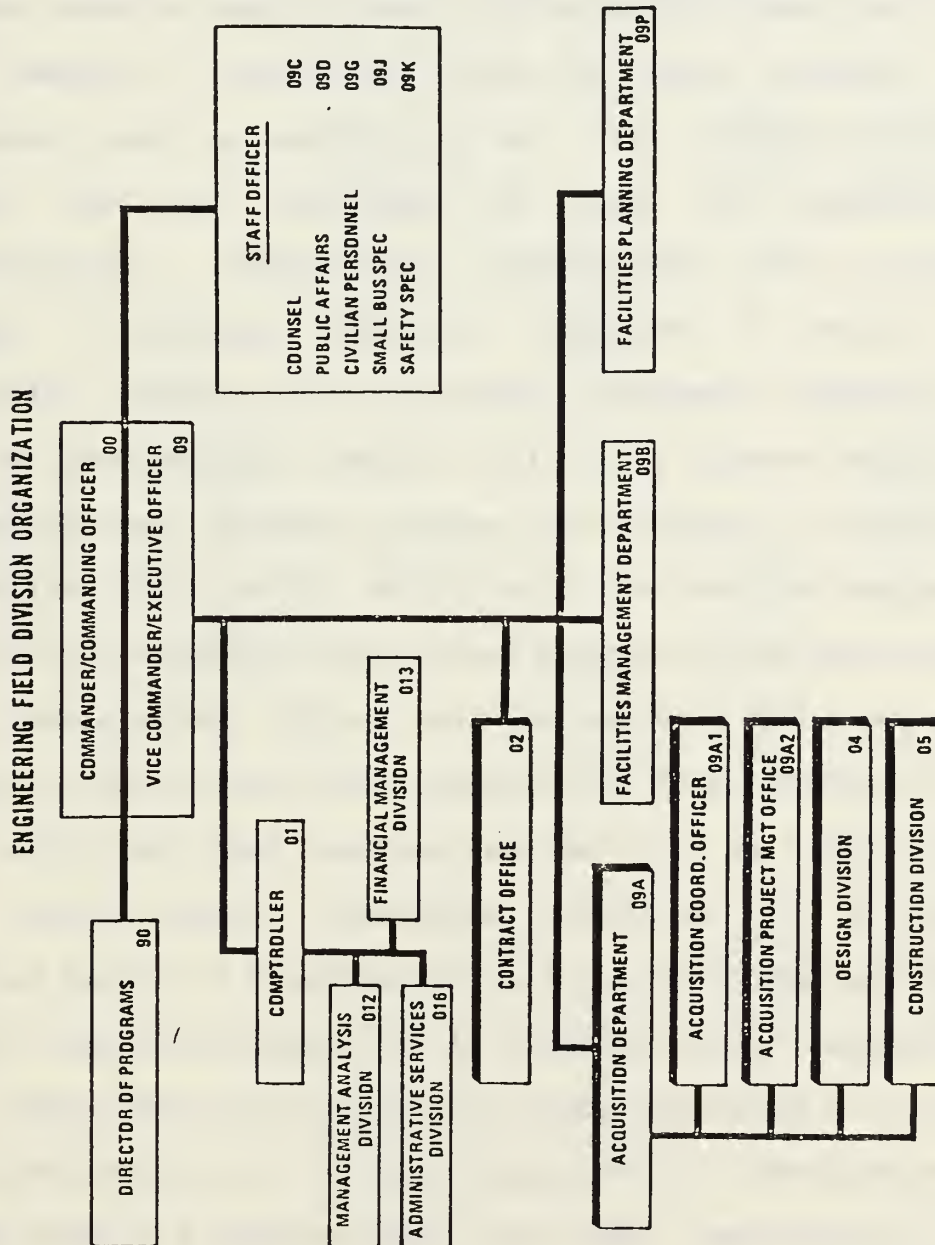 ENGINEERING FIELD DIVISION ORGANIZATION
COMMANDER/COMMANDING OFFICER 00
VICE COMMANDER/EXECUTIVE OFFICER 09
DIRECTOR OF PROGRAMS 90
STAFF OFFICER
COUNSEL 09C
PUBLIC AFFAIRS 09D
CIVILIAN PERSONNEL 09G
SMALL BUS SPEC 09J
SAFETY SPEC 09K
COMPTROLLER 01
MANAGEMENT ANALYSIS
DIVISION 012
FINANCIAL MANAGEMENT
DIVISION 013
ADMINISTRATIVE SERVICES
DIVISION 016
CONTRACT OFFICE 02
ACQUISITION DEPARTMENT
09A
FACILITIES MANAGEMENT DEPARTMENT
09B
FACILITIES PLANNING DEPARTMENT
09P
ACQUISITION COORD. OFFICER
09A1
ACQUISITION PROJECT MGT OFFICE
09A2
DESIGN DIVISION 04
CONSTRUCTION DIVISION 05